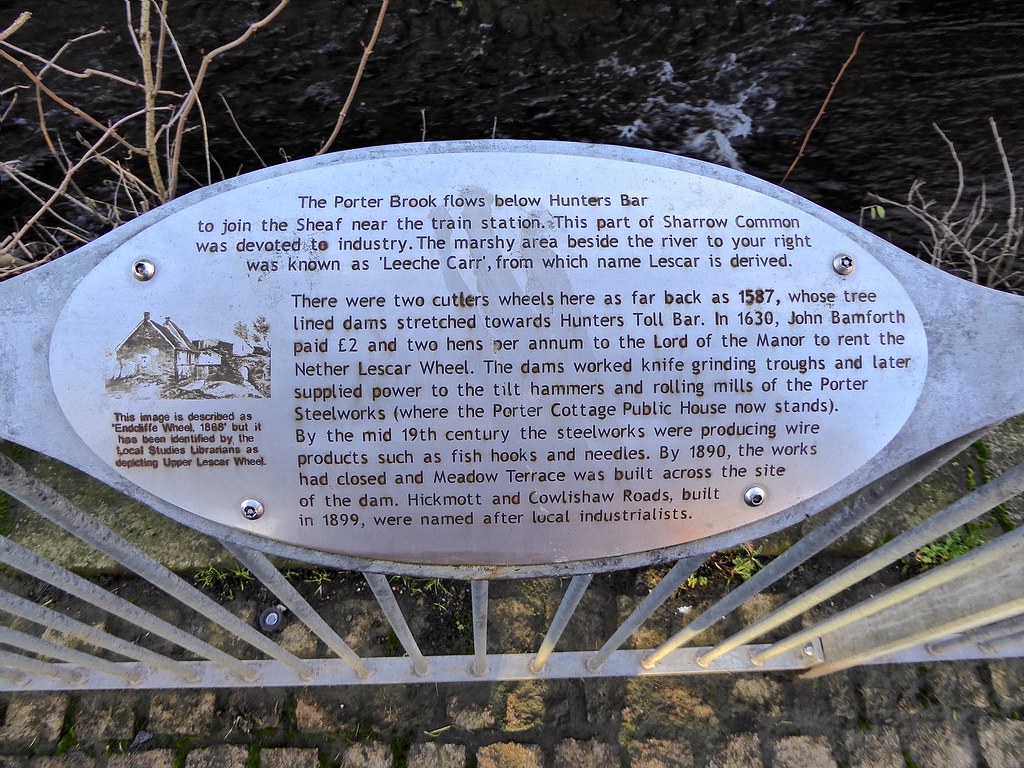 The Porter Brook flows below Hunters Bar
to join the Sheaf near the train station. This part of Sharrow Common
was devoted to industry. The marshy area beside the river to your right
was known as 'Leeche Carr', from which name Lescar is derived.
There were two cutlers wheels here as far back as 1587, whose tree
lined dams stretched towards Hunters Toll Bar. In 1630, John Bamforth
paid £2 and two hens per annum to the Lord of the Manor to rent the
Nether Lescar Wheel. The dams worked knife grinding troughs and later
supplied power to the tilt hammers and rolling mills of the Porter
Steelworks (where the Porter Cottage Public House now stands).
By the mid 19th century the steelworks were producing wire
products such as fish hooks and needles. By 1890, the works
had closed and Meadow Terrace was built across the site
of the dam. Hickmott and Cowlishaw Roads, built
in 1899, were named after local industrialists.
This image is described as
'Endcliffe Wheel, 1868' but it
has been identified by the
Local Studies Librarians as
depicting Upper Lescar Wheel.